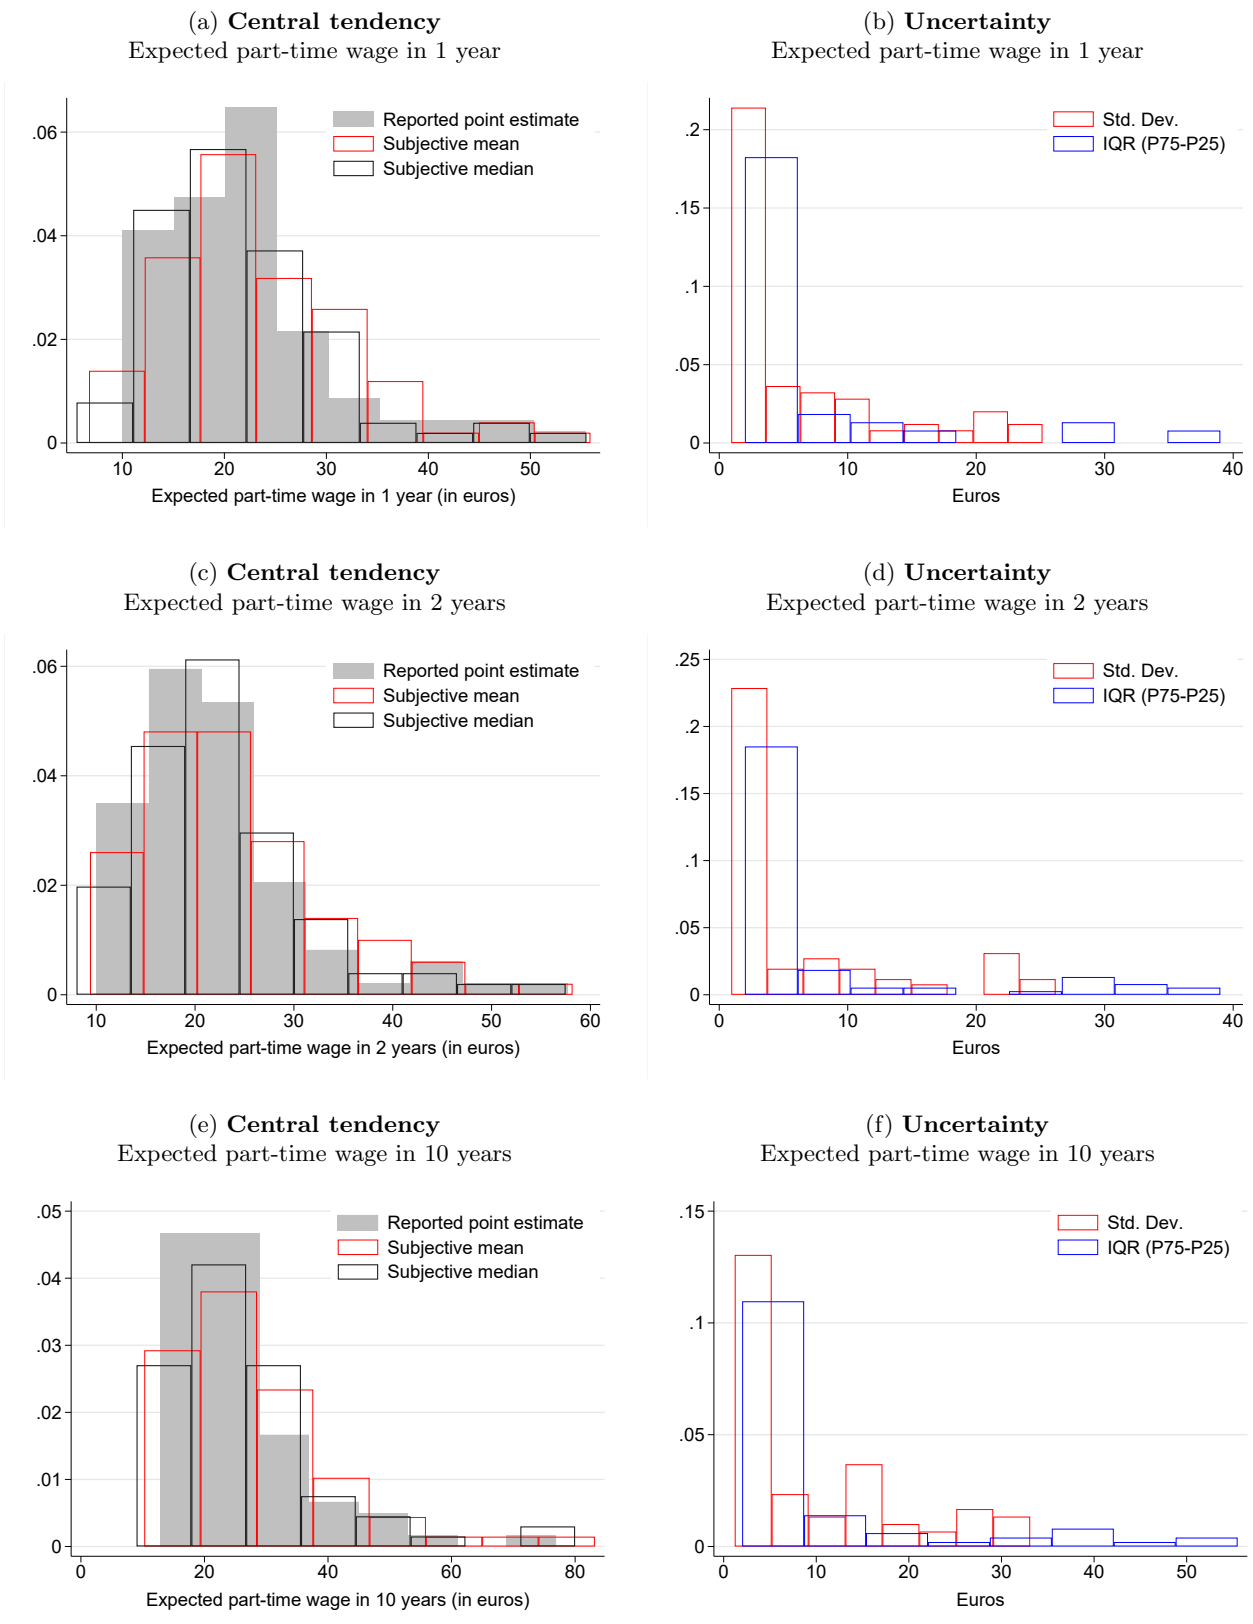 (a) Central tendency
Expected part-time wage in 1 year
.06
.04
.02
0
10 20 30 40 50
Reported point estimate
Subjective mean
Subjective median
Expected part-time wage in 1 year (in euros)
(b) Uncertainty
Expected part-time wage in 1 year
.2
.15
.1
.05
0
0 10 20 30 40
Std. Dev.
IQR (P75-P25)
Euros
(c) Central tendency
Expected part-time wage in 2 years
.06
.04
.02
0
10 20 30 40 50 60
Reported point estimate
Subjective mean
Subjective median
Expected part-time wage in 2 years (in euros)
(d) Uncertainty
Expected part-time wage in 2 years
.25
.2
.15
.1
.05
0
0 10 20 30 40
Std. Dev.
IQR (P75-P25)
Euros
(e) Central tendency
Expected part-time wage in 10 years
.05
.04
.03
.02
.01
0
0 20 40 60 80
Reported point estimate
Subjective mean
Subjective median
Expected part-time wage in 10 years (in euros)
(f) Uncertainty
Expected part-time wage in 10 years
.15
.1
.05
0
0 10 20 30 40 50
Std. Dev.
IQR (P75-P25)
Euros